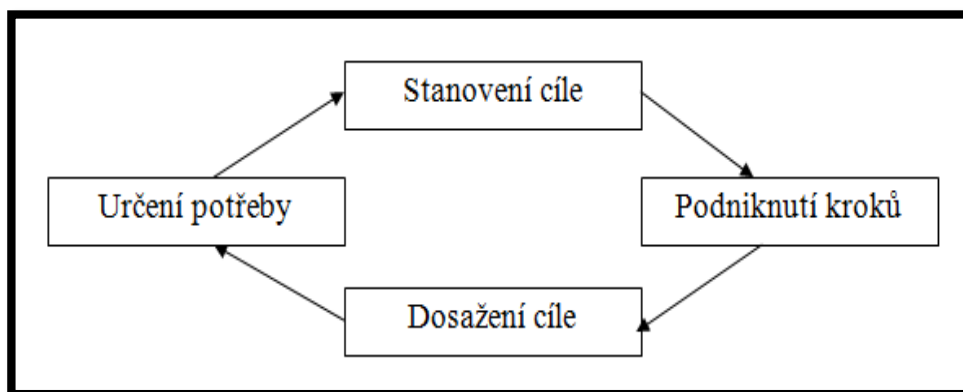 Stanovení cíle
Určení potřeby
Podniknutí kroků
Dosažení cíle